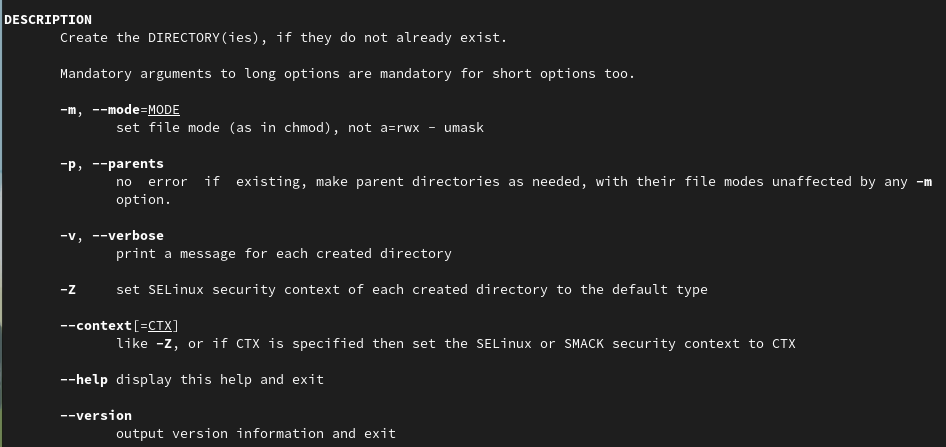 DESCRIPTION
Create the DIRECTORY(ies), if they do not already exist.
Mandatory arguments to long options are mandatory for short options too.
-m, --mode=MODE
set file mode (as in chmod), not a=rwx - umask
-p, --parents
no error if existing, make parent directories as needed, with their file modes unaffected by any -m
option.
-v, --verbose
print a message for each created directory
-Z set SELinux security context of each created directory to the default type
--context[=CTX]
like -Z, or if CTX is specified then set the SELinux or SMACK security context to CTX
--help display this help and exit
--version
output version information and exit